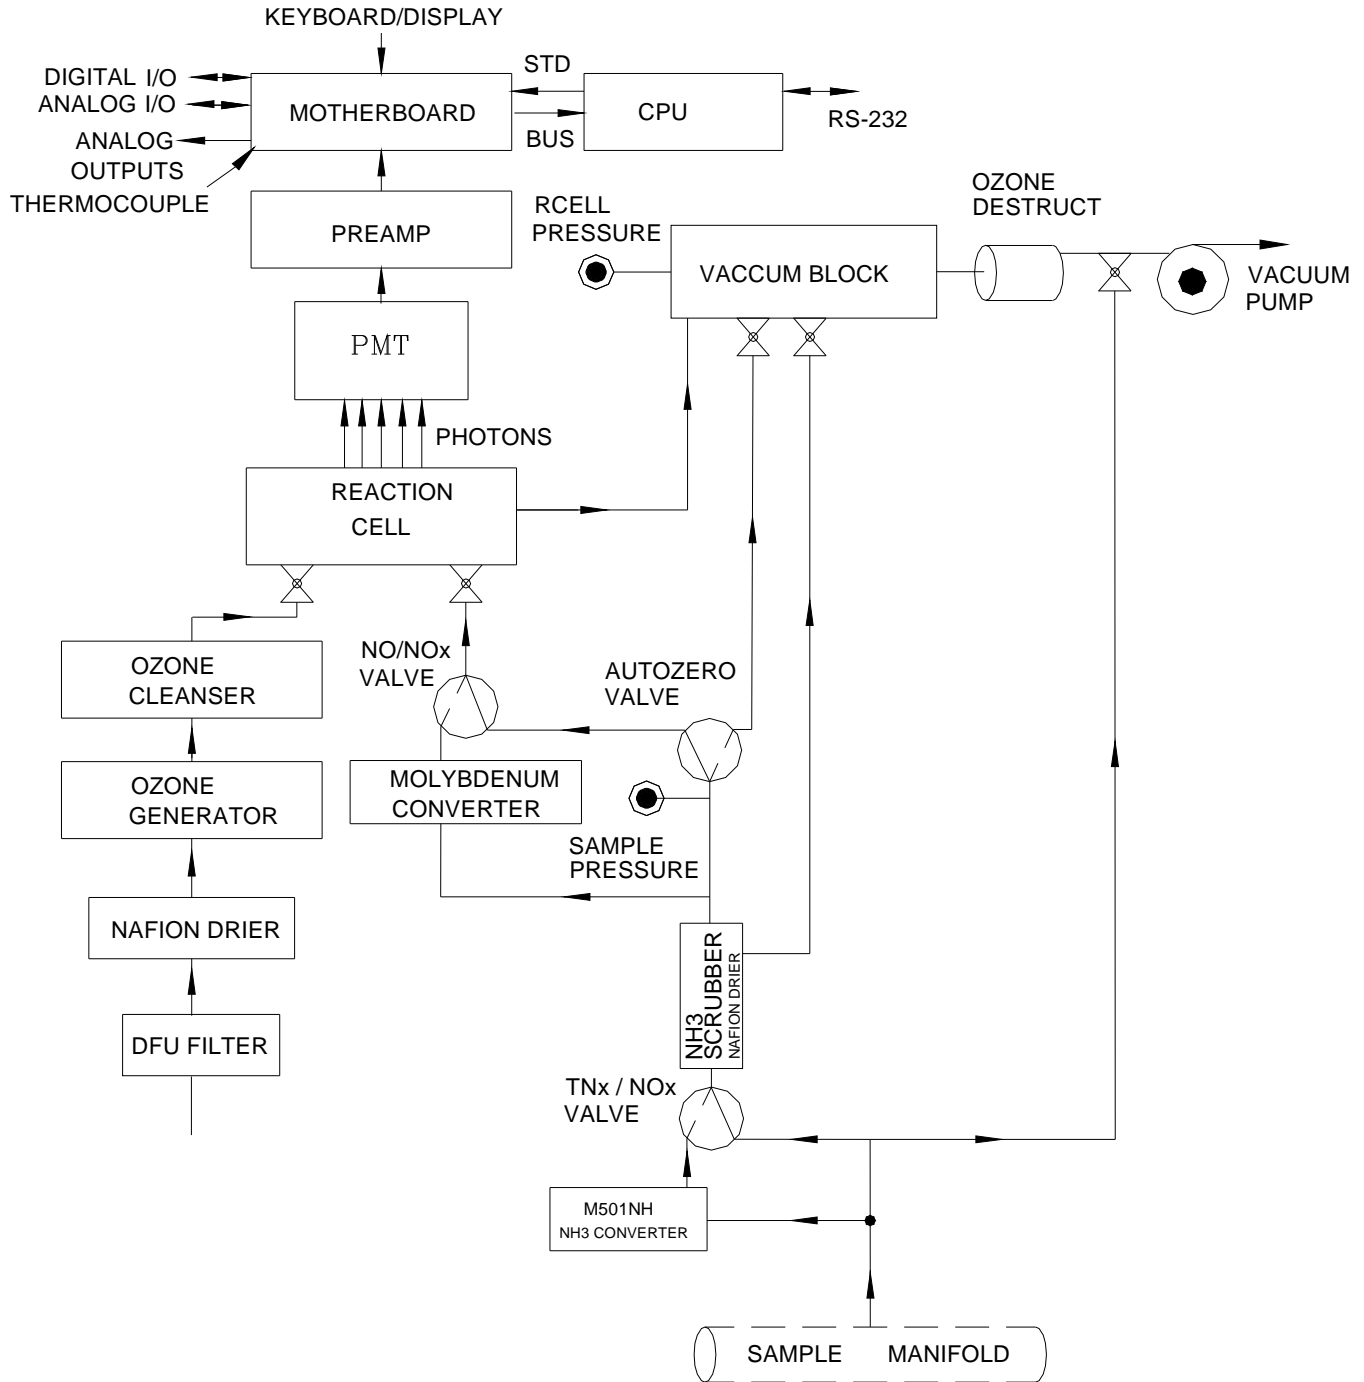 KEYBOARD/DISPLAY
DIGITAL I/O
ANALOG I/O
ANALOG
OUTPUTS
THERMOCOUPLE
MOTHERBOARD
STD
BUS
CPU
RS-232
PREAMP
RCELL
PRESSURE
VACCUM BLOCK
OZONE
DESTRUCT
VACUUM
PUMP
PMT
PHOTONS
REACTION
CELL
NO/NOx
VALVE
AUTOZERO
VALVE
OZONE
CLEANSER
OZONE
GENERATOR
MOLYBDENUM
CONVERTER
SAMPLE
PRESSURE
NAFION DRIER
DFU FILTER
NH3
SCRUBBER
NAFION DRIER
TNx / NOx
VALVE
M501NH
NH3 CONVERTER
SAMPLE MANIFOLD